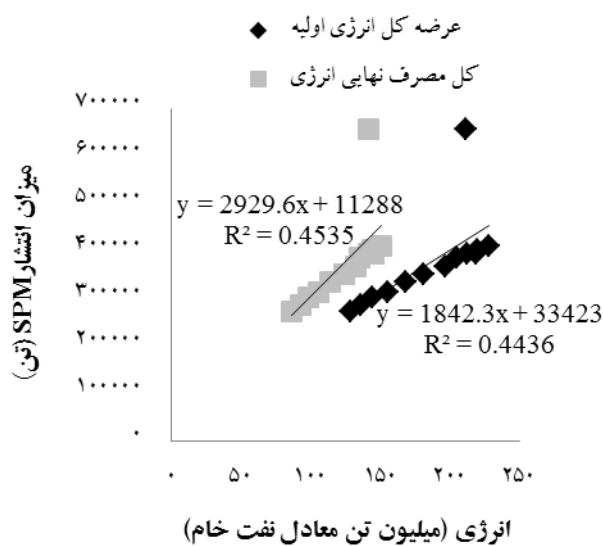 عرضه کل انرژی اولیه
کل مصرف نهایی انرژی
۷۰۰۰۰۰
۶۰۰۰۰۰
۵۰۰۰۰۰
۴۰۰۰۰۰
۳۰۰۰۰۰
۲۰۰۰۰۰
۱۰۰۰۰۰
۰
میزان انتشارSPM (تن)
y = 2929.6x + 11288
R² = 0.4535
y = 1842.3x + 33423
R² = 0.4436
۰ ۵۰ ۱۰۰ ۱۵۰ ۲۰۰ ۲۵۰
انرژی (میلیون تن معادل نفت خام)